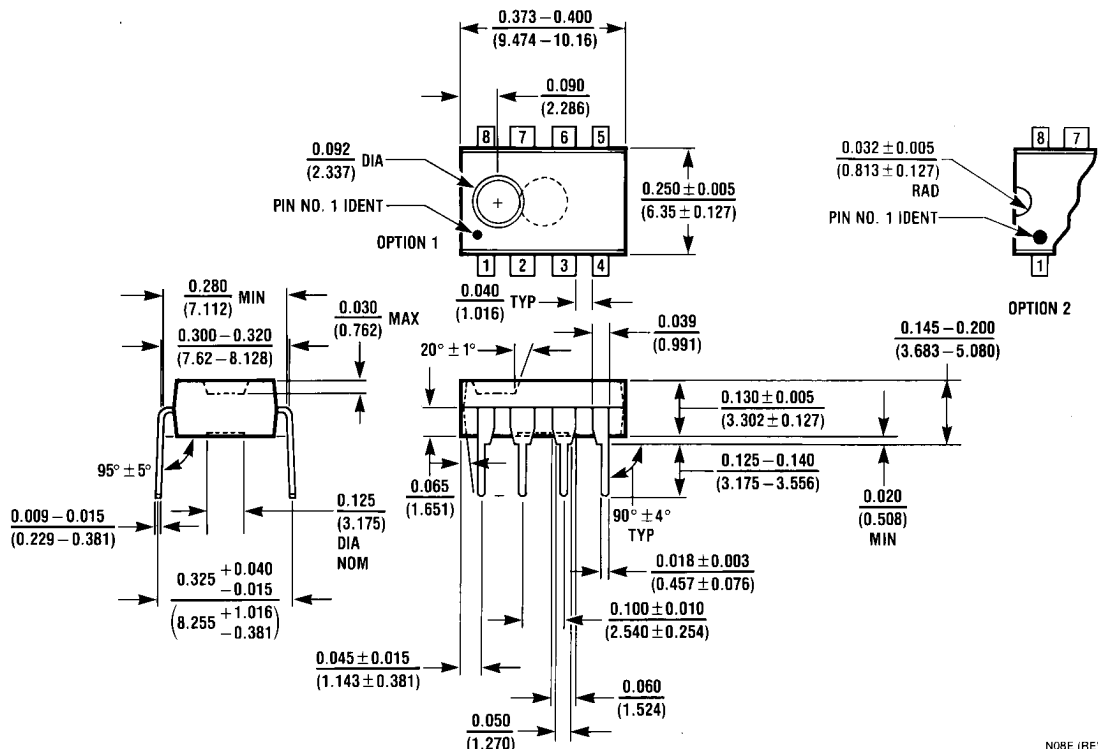 0.373 – 0.400
(9.474 – 10.16)
0.090
(2.286)
8 7 6 5
0.092 DIA
(2.337)
PIN NO. 1 IDENT
OPTION 1
1 2 3 4
0.250 ± 0.005
(6.35 ± 0.127)
8 7
0.032 ± 0.005
(0.813 ± 0.127)
RAD
PIN NO. 1 IDENT
1
OPTION 2
0.280 MIN
(7.112)
0.030 MAX
(0.762)
0.300 – 0.320
(7.62 – 8.128)
0.040 TYP
(1.016)
0.039
(0.991)
20° ± 1°
0.145 – 0.200
(3.683 – 5.080)
0.130 ± 0.005
(3.302 ± 0.127)
95° ± 5°
0.065
(1.651)
0.125 – 0.140
(3.175 – 3.556)
90° ± 4°
TYP
0.020
(0.508)
MIN
0.009 – 0.015
(0.229 – 0.381)
0.125
(3.175)
DIA
NOM
0.018 ± 0.003
(0.457 ± 0.076)
0.325 +0.040
−0.015
(8.255 +1.016
−0.381)
0.100 ± 0.010
(2.540 ± 0.254)
0.045 ± 0.015
(1.143 ± 0.381)
0.060
(1.524)
0.050
(1.270)